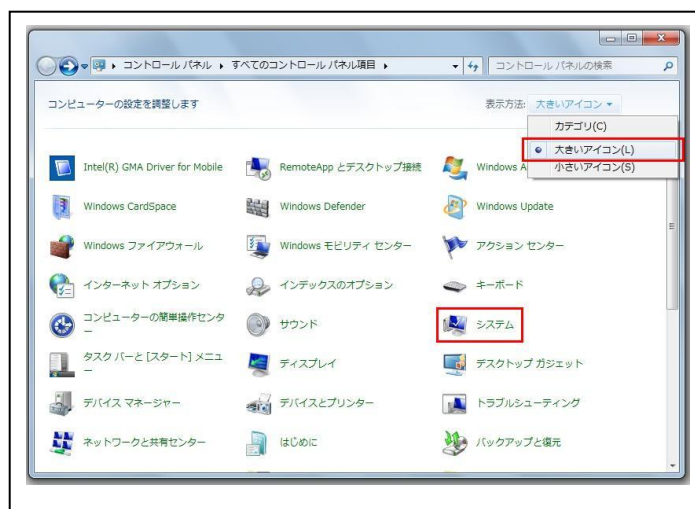 コントロール パネル ▸ すべてのコントロール パネル項目 ▸
コントロール パネルの検索
コンピューターの設定を調整します
表示方法: 大きいアイコン
カテゴリ(C)
大きいアイコン(L)
小さいアイコン(S)
Intel(R) GMA Driver for Mobile
RemoteApp とデスクトップ接続
Windows A
Windows CardSpace
Windows Defender
Windows Update
Windows ファイアウォール
Windows モビリティ センター
アクション センター
インターネット オプション
インデックスのオプション
キーボード
コンピューターの簡単操作センタ
ー
サウンド
システム
タスク バーと [スタート] メニュ
ー
ディスプレイ
デスクトップ ガジェット
デバイス マネージャー
デバイスとプリンター
トラブルシューティング
ネットワークと共有センター
はじめに
バックアップと復元